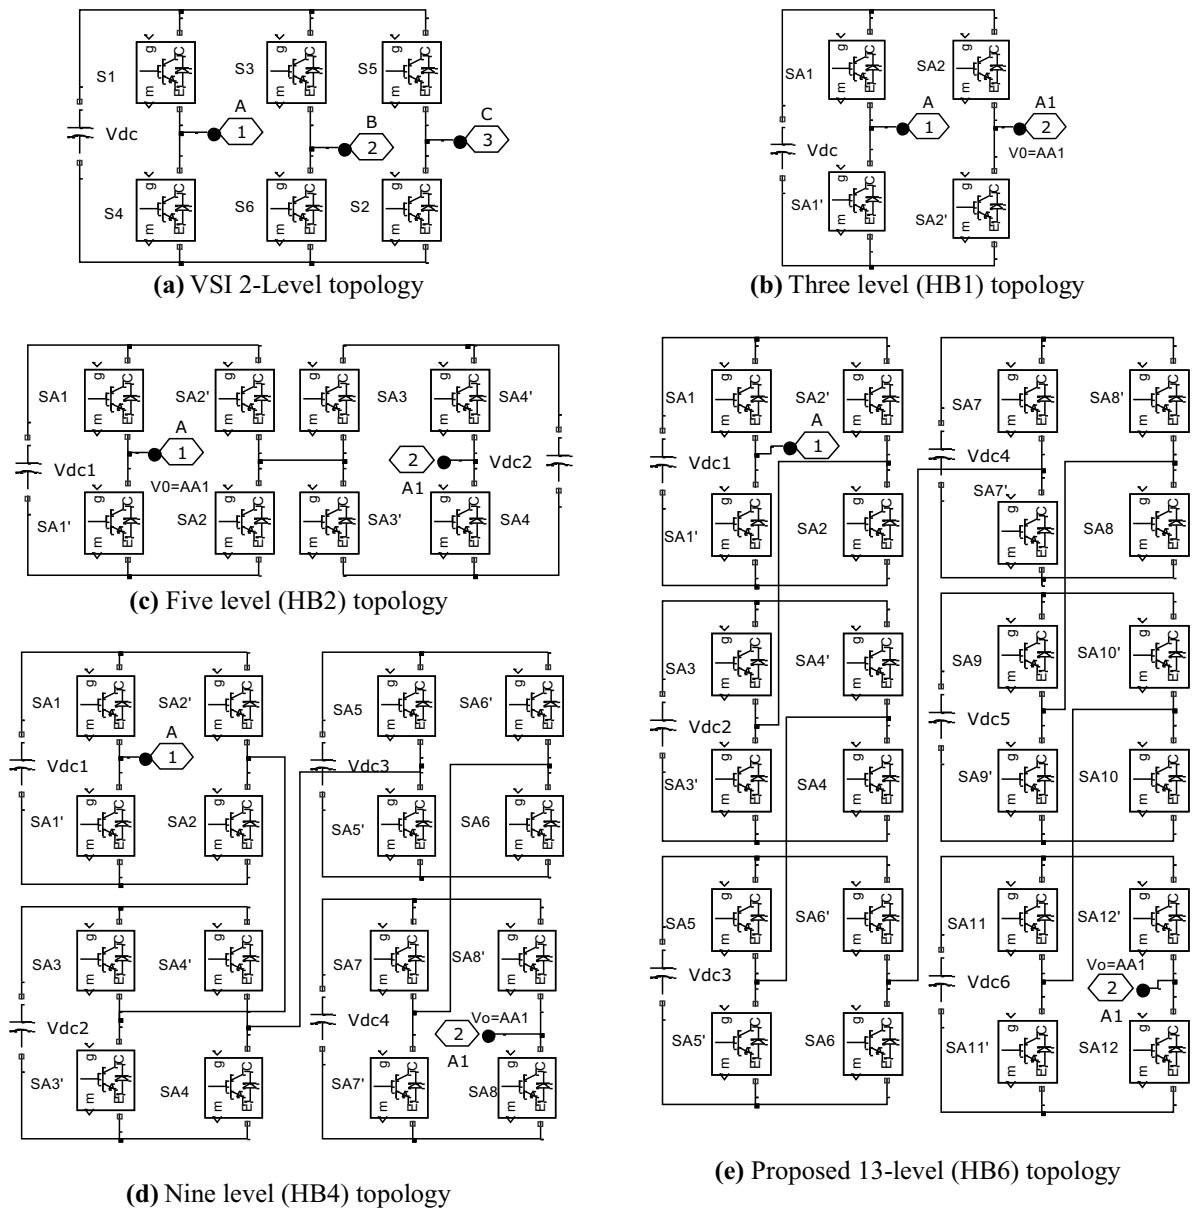 S1
S3
S5
A
1
B
2
C
3
Vdc
S4
S6
S2
g
m
E
C
(a) VSI 2-Level topology
SA1
SA2
A
1
A1
2
V0=AA1
Vdc
SA1'
SA2'
(b) Three level (HB1) topology
SA1
SA2'
SA3
SA4'
A
1
Vdc1
V0=AA1
2
A1
Vdc2
SA1'
SA2
SA3'
SA4
(c) Five level (HB2) topology
SA1
SA2'
SA5
SA6'
A
1
Vdc1
Vdc3
SA1'
SA2
SA5'
SA6
SA3
SA4'
SA7
SA8'
Vdc2
Vdc4
2
Vo=AA1
A1
SA3'
SA4
SA7'
SA8
(d) Nine level (HB4) topology
SA1
SA2'
SA7
SA8'
A
1
Vdc1
Vdc4
SA1'
SA2
SA7'
SA8
SA3
SA4'
SA9
SA10'
Vdc2
Vdc5
SA3'
SA4
SA9'
SA10
SA5
SA6'
SA11
SA12'
Vdc3
Vdc6
Vo=AA1
2
A1
SA5'
SA6
SA11'
SA12
(e) Proposed 13-level (HB6) topology